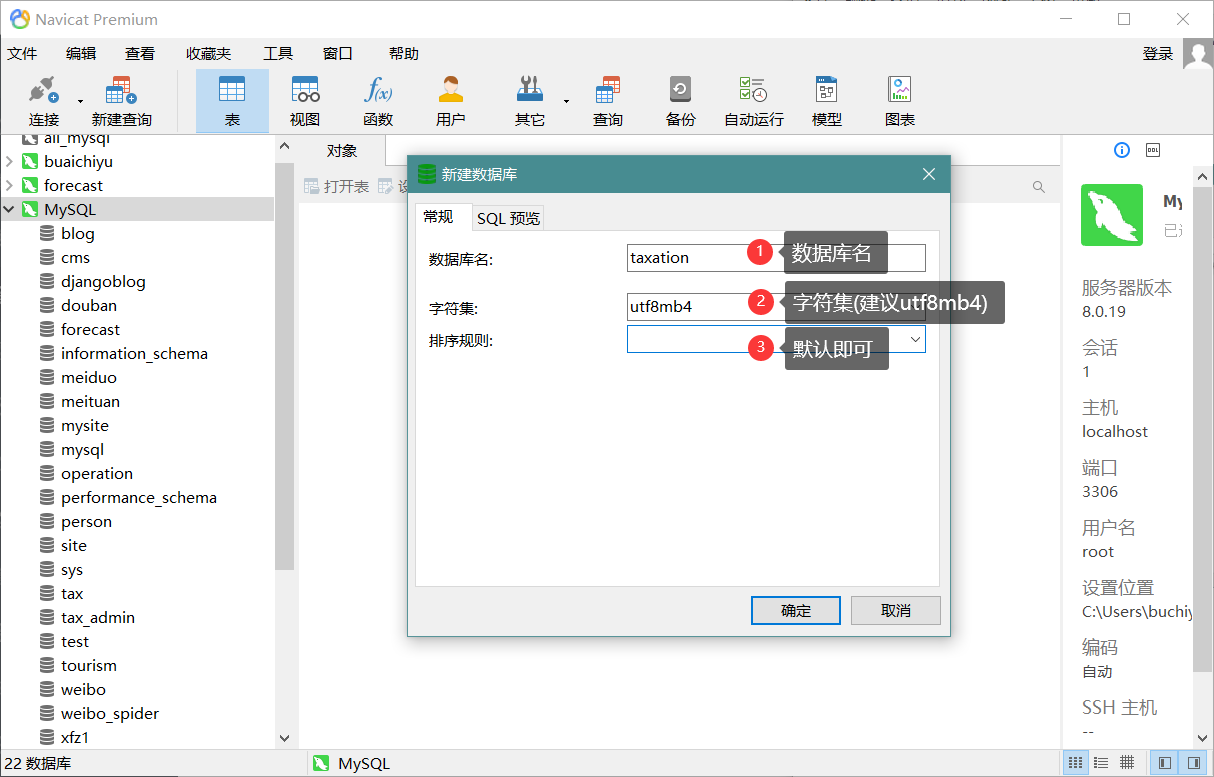 Navicat Premium
文件 编辑 查看 收藏夹 工具 窗口 帮助 登录
连接 新建查询 表 视图 函数 用户 其它 查询 备份 自动运行 模型 图表
all_mysql
buaichiyu
forecast
MySQL
blog
cms
djangoblog
douban
forecast
information_schema
meiduo
meituan
mysite
mysql
operation
performance_schema
person
site
sys
tax
tax_admin
test
tourism
weibo
weibo_spider
xfz1
对象
打开表 设
新建数据库
常规 SQL 预览
数据库名: taxation 1 数据库名
字符集: utf8mb4 2 字符集(建议utf8mb4)
排序规则: 3 默认即可
确定 取消
DDL
My
服务器版本
8.0.19
会话
1
主机
localhost
端口
3306
用户名
root
设置位置
C:\Users\buchiy
编码
自动
SSH 主机
--
22 数据库 MySQL